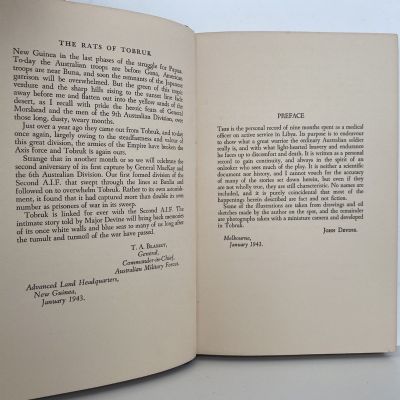 THE RATS OF TOBRUK
New Guinea in the last phases of the struggle for Papua.
To-day the Australian troops are before Gona, American
troops are near Buna, and soon the remnants of the Japanese
garrison will be overwhelmed. But the green of this tropic
verdure and the sharp hills rising to the sunset line fade
away before me and flatten out into the yellow sands of the
desert, as I recall with pride the heroic feats of General
Morshead and the men of the 9th Australian Division, over
those long, dusty, weary months.
Just over a year ago they came from Tobruk, and to-day
once again, largely owing to the steadfastness and valour of
this great division, the armies of the Empire have broken the
Axis force and Tobruk is again ours.
Strange that in another month or so we will celebrate the
second anniversary of its first capture by General Mackay and
the 6th Australian Division. Our first formed division of the
Second A.I.F. that swept through the lines at Bardia and
followed on to overwhelm Tobruk. Rather to its own astonish-
ment, it found that it had captured more than double its own
number as prisoners of war in its sweep.
Tobruk is linked for ever with the Second A.I.F. The
intimate story told by Major Devine will bring back memories
of its once white walls and blue seas to many of us long after
the tumult and turmoil of the war have passed.
T. A. Blamey,
General,
Commander-in-Chief,
Australian Military Forces.
Advanced Land Headquarters,
New Guinea,
January 1943.
PREFACE
This is the personal record of nine months spent as a medical
officer on active service in Libya. Its purpose is to endeavour
to show what a great warrior the ordinary Australian soldier
really is, and with what light-hearted bravery and endurance
he faces up to discomfort and death. It is written as a personal
record to gain continuity, and always in the spirit of an
onlooker who sees much of the play. It is neither a scientific
document nor history, and I cannot vouch for the accuracy
of many of the stories set down herein, but even if they
are not wholly true, they are still characteristic. No names are
included, and it is purely coincidental that most of the
happenings herein described are fact and not fiction.
Some of the illustrations are taken from drawings and oil
sketches made by the author on the spot, and the remainder
are photographs taken with a miniature camera and developed
in Tobruk.
John Devine.
Melbourne,
January 1943.